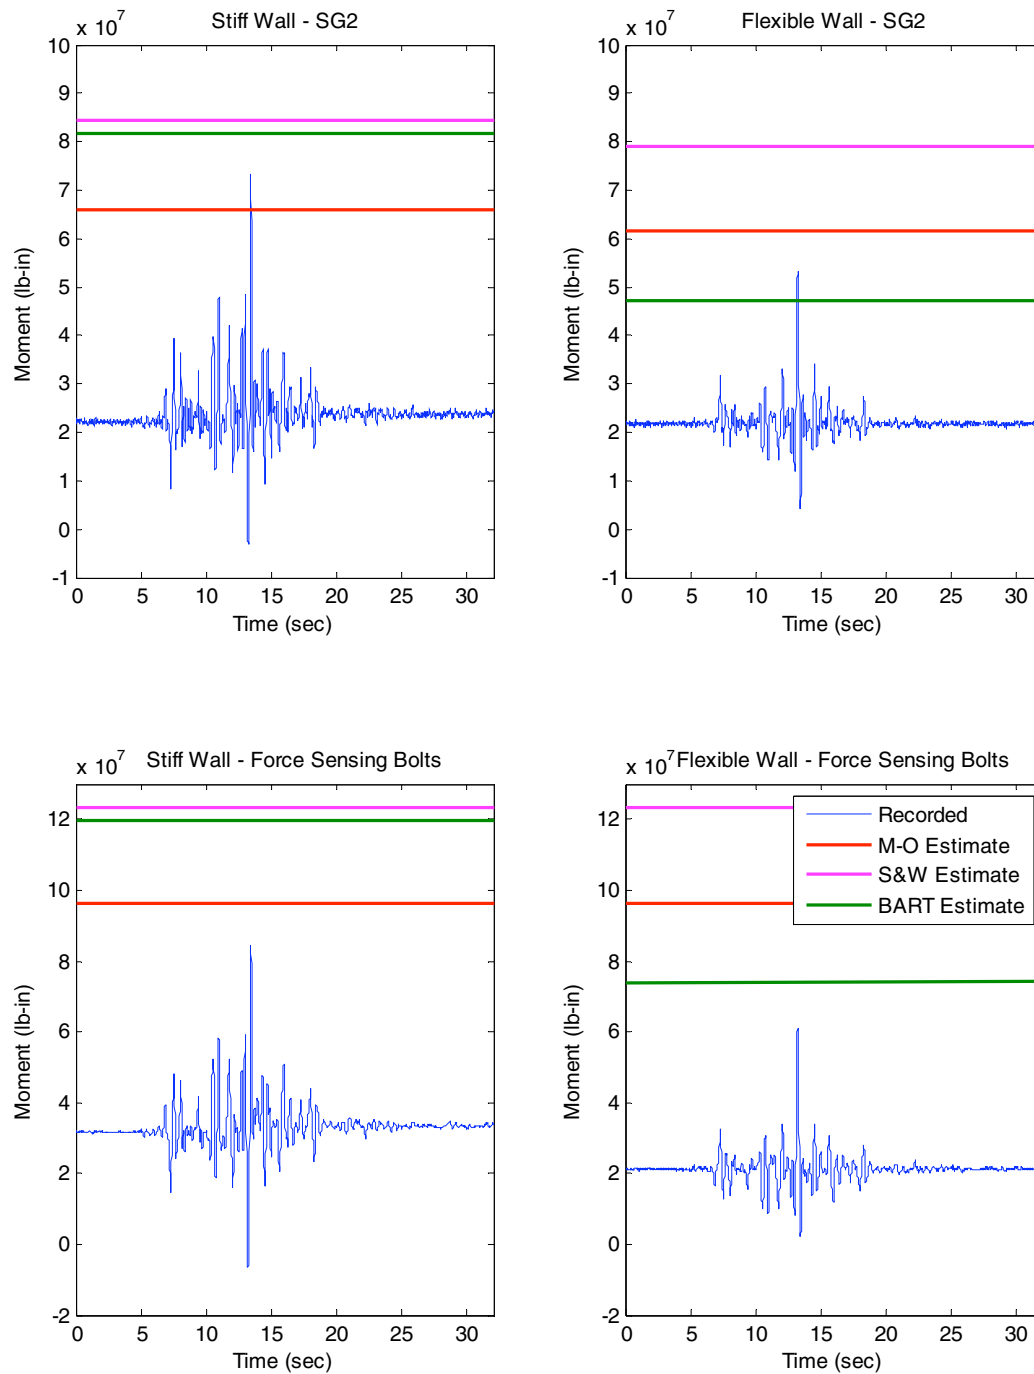 Stiff Wall - SG2
x 10^7
10
9
8
7
6
5
4
3
2
1
0
-1
Moment (lb-in)
0 5 10 15 20 25 30
Time (sec)
Flexible Wall - SG2
x 10^7
10
9
8
7
6
5
4
3
2
1
0
-1
Moment (lb-in)
0 5 10 15 20 25 30
Time (sec)
Stiff Wall - Force Sensing Bolts
x 10^7
12
10
8
6
4
2
0
-2
Moment (lb-in)
0 5 10 15 20 25 30
Time (sec)
Flexible Wall - Force Sensing Bolts
x 10^7
12
10
8
6
4
2
0
-2
Moment (lb-in)
0 5 10 15 20 25 30
Time (sec)
Recorded
M-O Estimate
S&W Estimate
BART Estimate